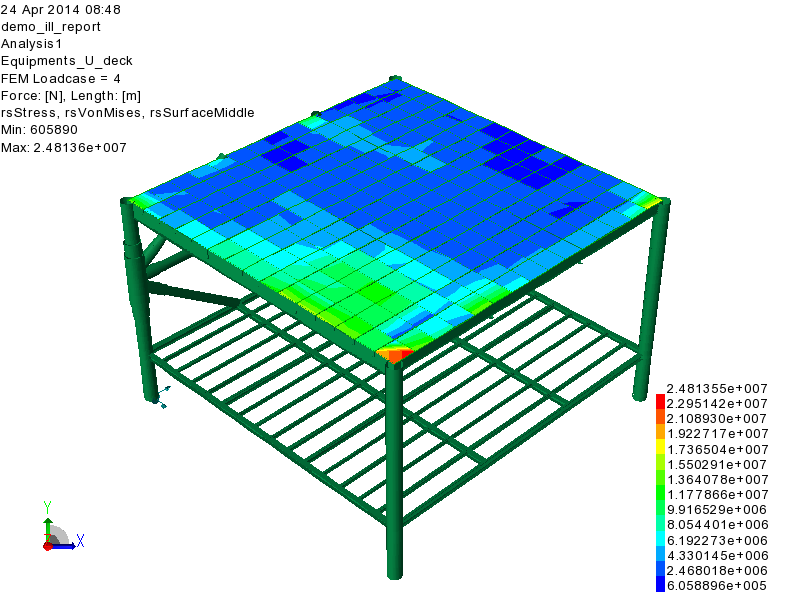 24 Apr 2014 08:48
demo_ill_report
Analysis1
Equipments_U_deck
FEM Loadcase = 4
Force: [N], Length: [m]
rsStress, rsVonMises, rsSurfaceMiddle
Min: 605890
Max: 2.48136e+007
2.481355e+007
2.295142e+007
2.108930e+007
1.922717e+007
1.736504e+007
1.550291e+007
1.364078e+007
1.177866e+007
9.916529e+006
8.054401e+006
6.192273e+006
4.330145e+006
2.468018e+006
6.058896e+005
Y
Z
X